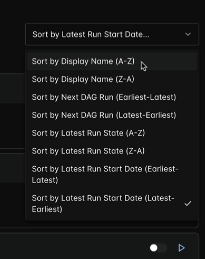 Sort by Latest Run Start Date...
Sort by Display Name (A-Z)
Sort by Display Name (Z-A)
Sort by Next DAG Run (Earliest-Latest)
Sort by Next DAG Run (Latest-Earliest)
Sort by Latest Run State (A-Z)
Sort by Latest Run State (Z-A)
Sort by Latest Run Start Date (Earliest-
Latest)
Sort by Latest Run Start Date (Latest-
Earliest)